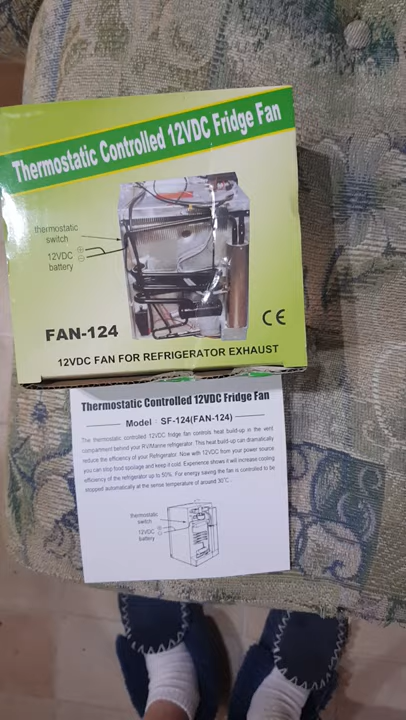 Thermostatic Controlled 12VDC Fridge Fan
thermostatic
switch
12VDC
battery
FAN-124
CE
12VDC FAN FOR REFRIGERATOR EXHAUST
Thermostatic Controlled 12VDC Fridge Fan
Model : SF-124(FAN-124)
The thermostatic controlled 12VDC fridge fan controls heat build-up in the vent
compartment behind your RV/Marine refrigerator. This heat build-up can dramatically
reduce the efficiency of your Refrigerator. Now with 12VDC from your power source
you can stop food spoilage and keep it cold. Experience shows it will increase cooling
efficiency of the refrigerator up to 50%. For energy saving the fan is controlled to be
stopped automatically at the sense temperature of around 30°C.
thermostatic
switch
12VDC
battery